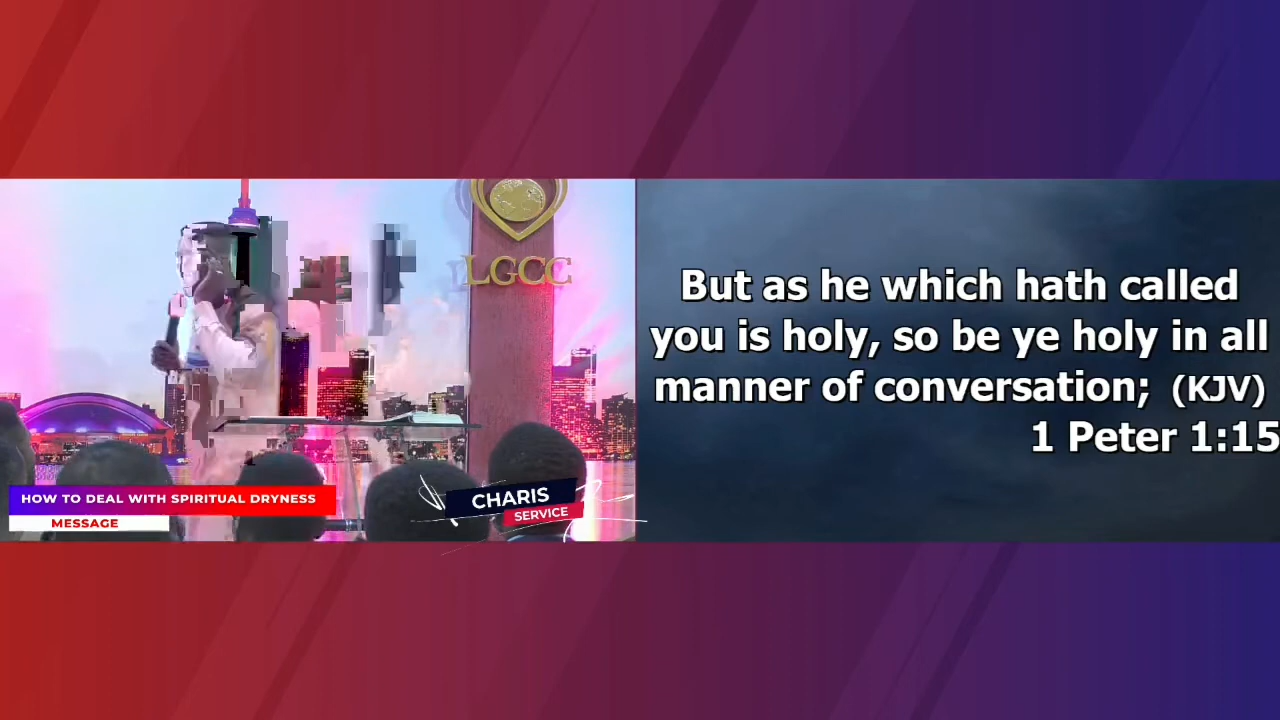 LGCC
HOW TO DEAL WITH SPIRITUAL DRYNESS
MESSAGE
CHARIS
SERVICE
But as he which hath called
you is holy, so be ye holy in all
manner of conversation; (KJV)
1 Peter 1:15